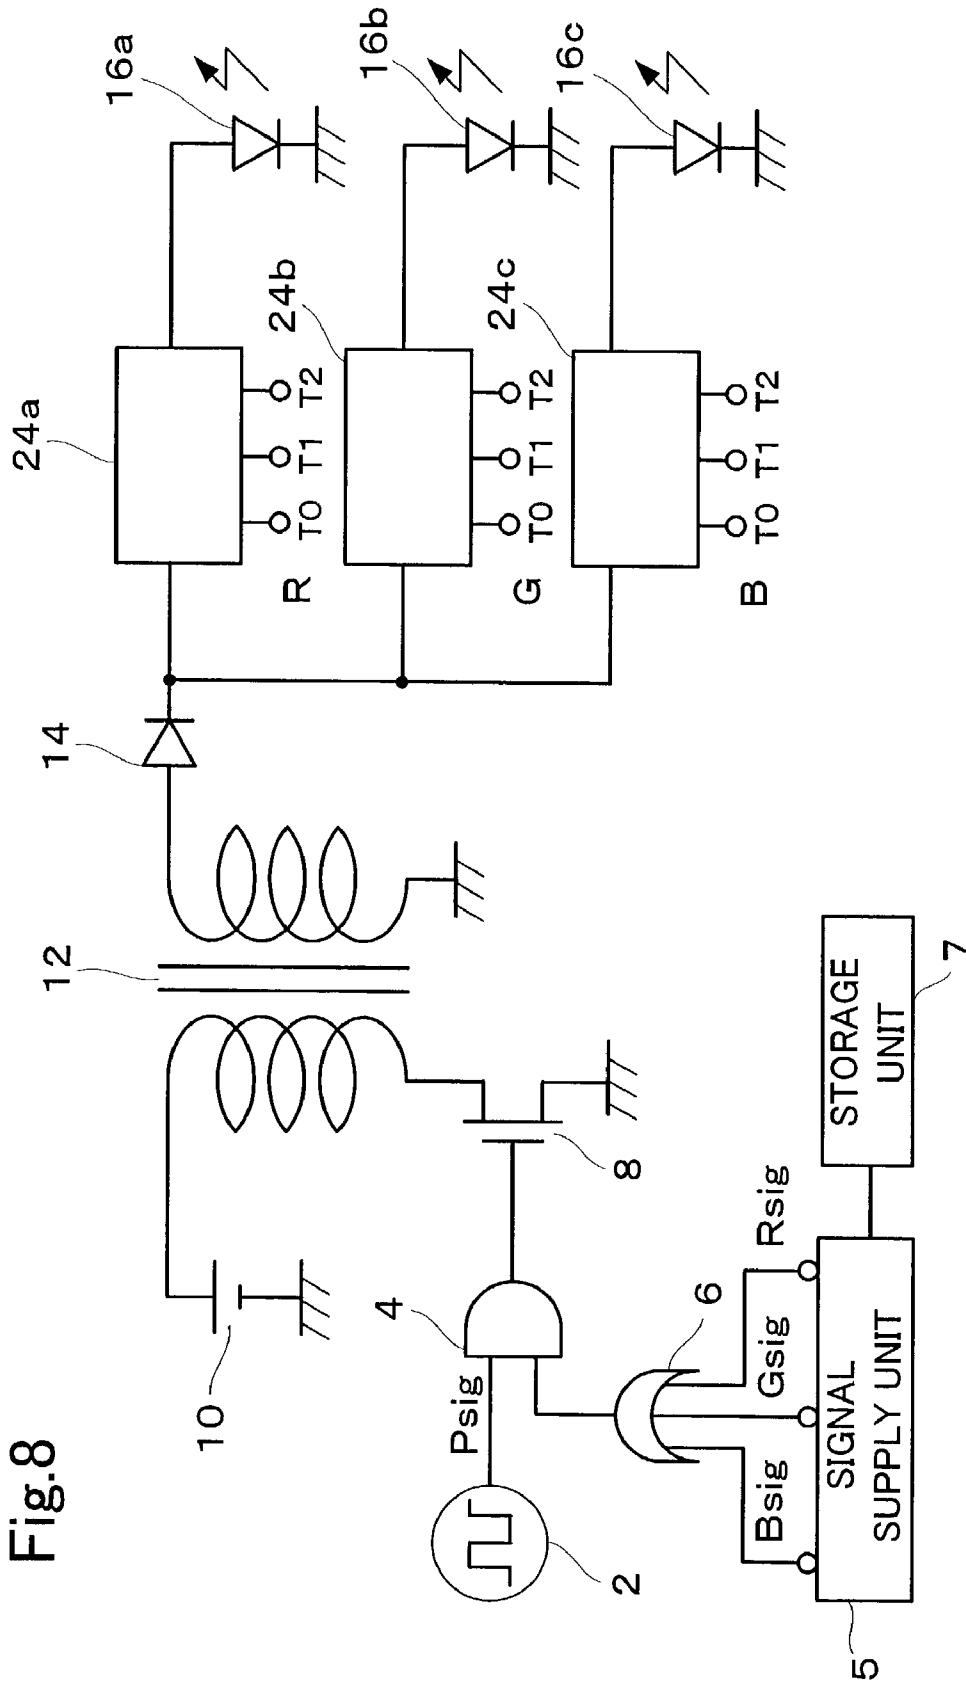 Fig.8
10
12
14
24a
16a
T0
T1
T2
R
24b
16b
T0
T1
T2
G
24c
16c
T0
T1
T2
B
4
8
Psig
2
6
Bsig
Gsig
Rsig
5
SIGNAL
SUPPLY UNIT
STORAGE
UNIT
7